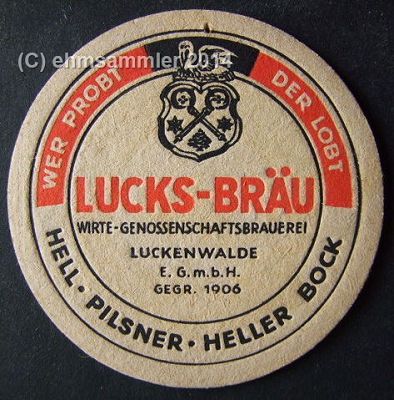 (C) ehmsammler 2014
WER PROBT
DER LOBT
LUCKS-BRÄU
WIRTE-GENOSSENSCHAFTSBRAUEREI
LUCKENWALDE
E.G.m.b.H.
GEGR. 1906
HELL · PILSNER · HELLER BOCK